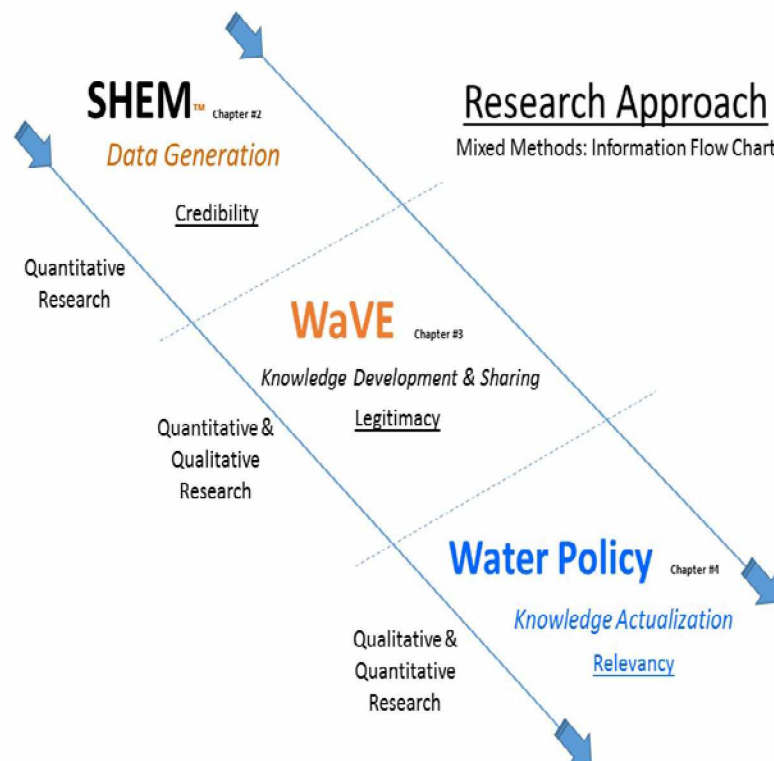 SHEM™ Chapter #2
Data Generation
Credibility
Research Approach
Mixed Methods: Information Flow Chart
Quantitative
Research
WaVE Chapter #3
Knowledge Development & Sharing
Legitimacy
Quantitative &
Qualitative
Research
Water Policy Chapter #4
Knowledge Actualization
Relevancy
Qualitative &
Quantitative
Research